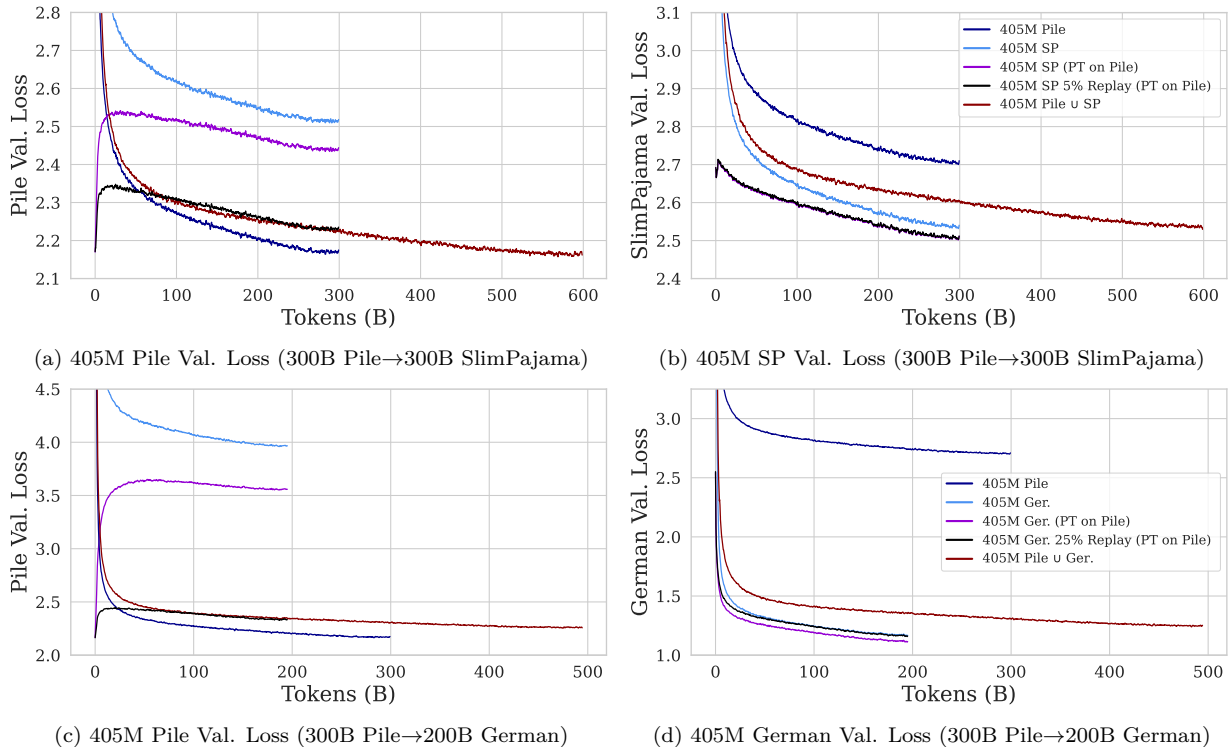 2.8
2.7
2.6
2.5
2.4
2.3
2.2
2.1
Pile Val. Loss
0 100 200 300 400 500 600
Tokens (B)
(a) 405M Pile Val. Loss (300B Pile→300B SlimPajama)
3.1
3.0
2.9
2.8
2.7
2.6
2.5
2.4
SlimPajama Val. Loss
405M Pile
405M SP
405M SP (PT on Pile)
405M SP 5% Replay (PT on Pile)
405M Pile ∪ SP
0 100 200 300 400 500 600
Tokens (B)
(b) 405M SP Val. Loss (300B Pile→300B SlimPajama)
4.5
4.0
3.5
3.0
2.5
2.0
Pile Val. Loss
0 100 200 300 400 500
Tokens (B)
(c) 405M Pile Val. Loss (300B Pile→200B German)
3.0
2.5
2.0
1.5
1.0
German Val. Loss
405M Pile
405M Ger.
405M Ger. (PT on Pile)
405M Ger. 25% Replay (PT on Pile)
405M Pile ∪ Ger.
0 100 200 300 400 500
Tokens (B)
(d) 405M German Val. Loss (300B Pile→200B German)